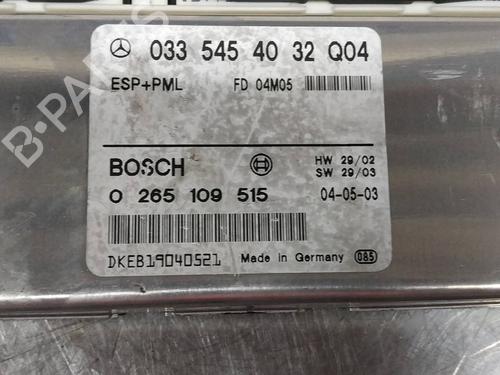 033 545 40 32 Q04
ESP+PML FD 04M05
BOSCH HW 29/02
SW 29/03
0 265 109 515 04-05-03
DKEB19040521 Made in Germany 085
B-PARTS